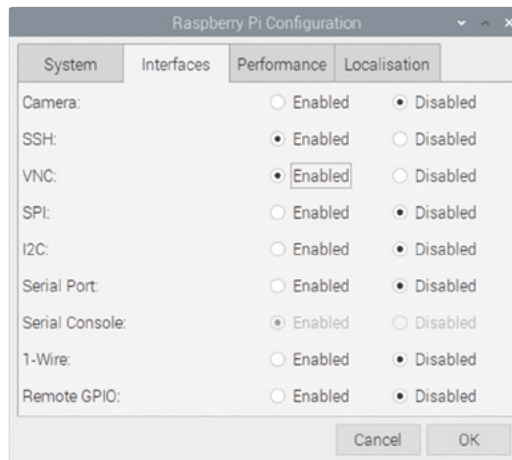 Raspberry Pi Configuration
System Interfaces Performance Localisation
Camera: Enabled Disabled
SSH: Enabled Disabled
VNC: Enabled Disabled
SPI: Enabled Disabled
I2C: Enabled Disabled
Serial Port: Enabled Disabled
Serial Console: Enabled Disabled
1-Wire: Enabled Disabled
Remote GPIO: Enabled Disabled
Cancel OK